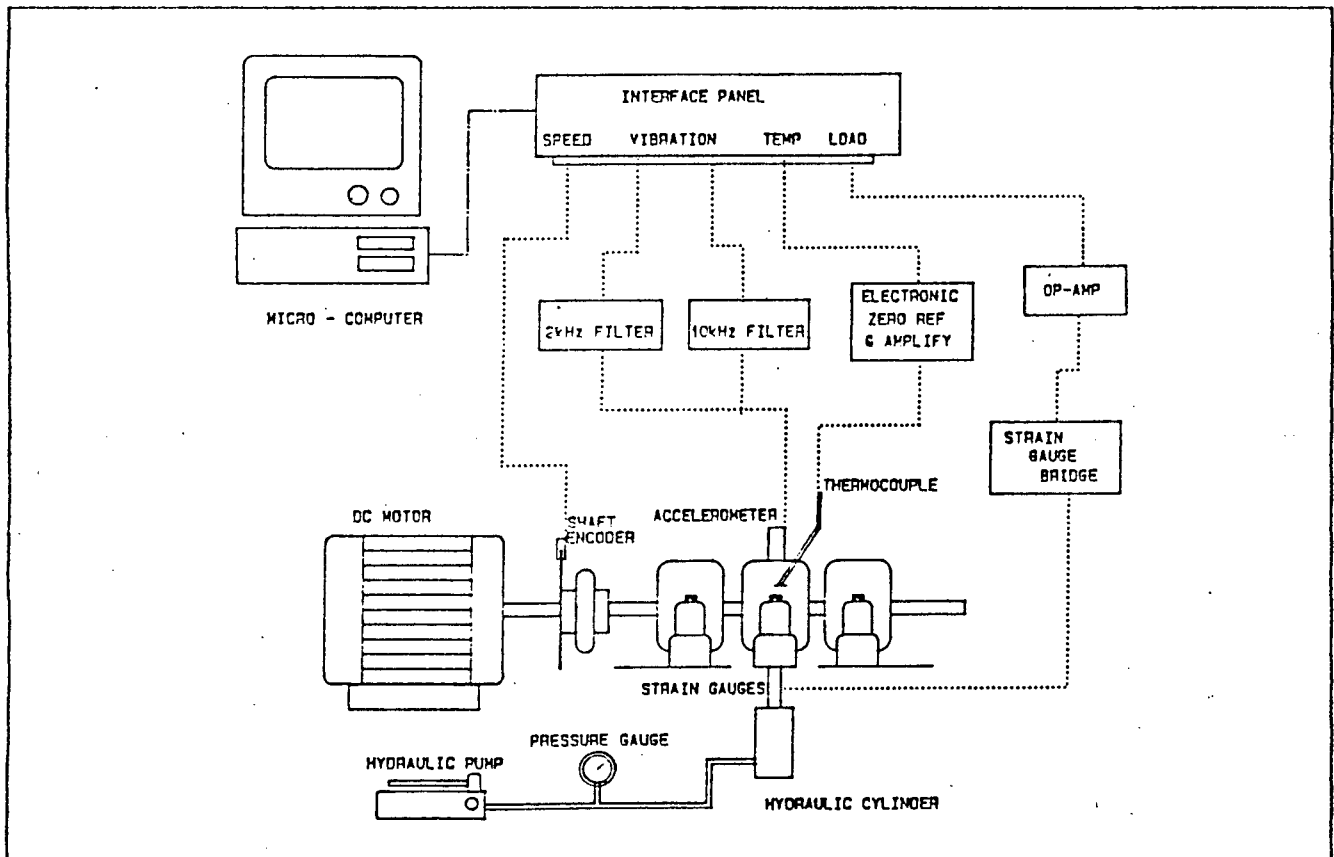 INTERFACE PANEL
SPEED VIBRATION TEMP LOAD
MICRO - COMPUTER
2kHz FILTER
10kHz FILTER
ELECTRONIC
ZERO REF
& AMPLIFY
OP-AMP
STRAIN
GAUGE
BRIDGE
THERMOCOUPLE
ACCELEROMETER
DC MOTOR
SHAFT
ENCODER
STRAIN GAUGES
PRESSURE GAUGE
HYDRAULIC PUMP
HYDRAULIC CYLINDER